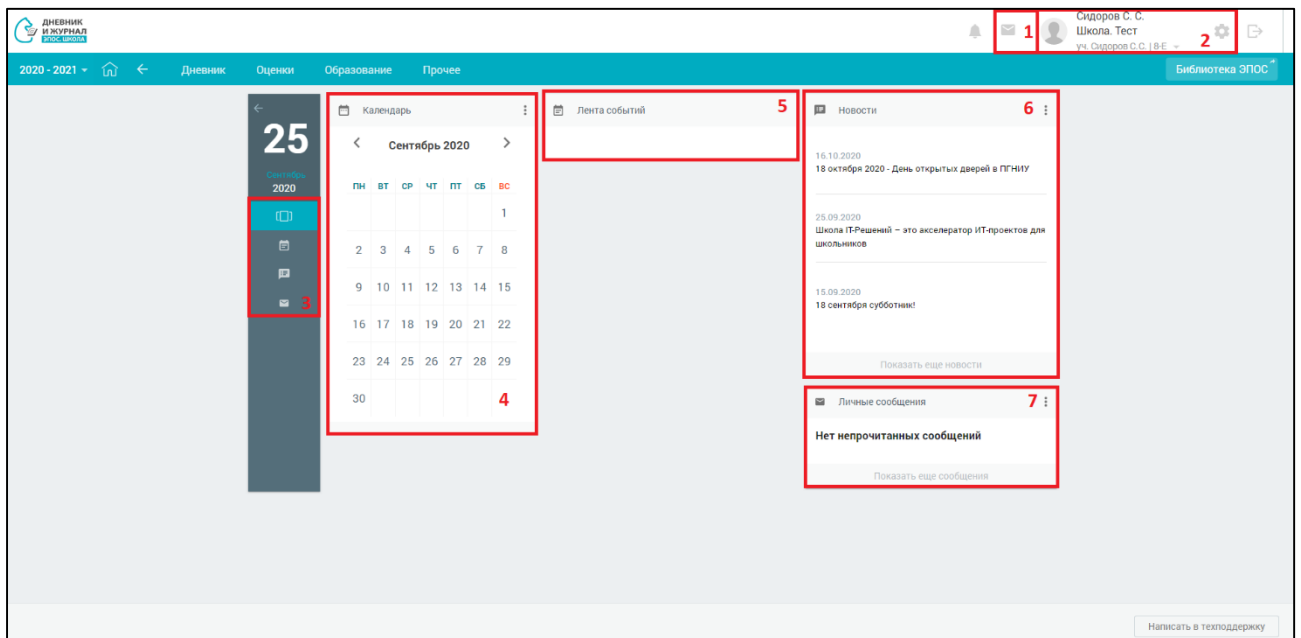 ДНЕВНИК
И ЖУРНАЛ
ЭПОС.ШКОЛА
1
Сидоров С. С.
Школа. Тест
уч. Сидоров С.С. | 8-Е
2
2020 - 2021
Дневник
Оценки
Образование
Прочее
Библиотека ЭПОС
25
Сентябрь
2020
3
Календарь
Сентябрь 2020
ПН ВТ СР ЧТ ПТ СБ ВС
1
2 3 4 5 6 7 8
9 10 11 12 13 14 15
16 17 18 19 20 21 22
23 24 25 26 27 28 29
30
4
Лента событий
5
Новости
6
16.10.2020
18 октября 2020 - День открытых дверей в ПГНИУ
25.09.2020
Школа IT-Решений – это акселератор ИТ-проектов для
школьников
15.09.2020
18 сентября субботник!
Показать еще новости
Личные сообщения
7
Нет непрочитанных сообщений
Показать еще сообщения
Написать в техподдержку